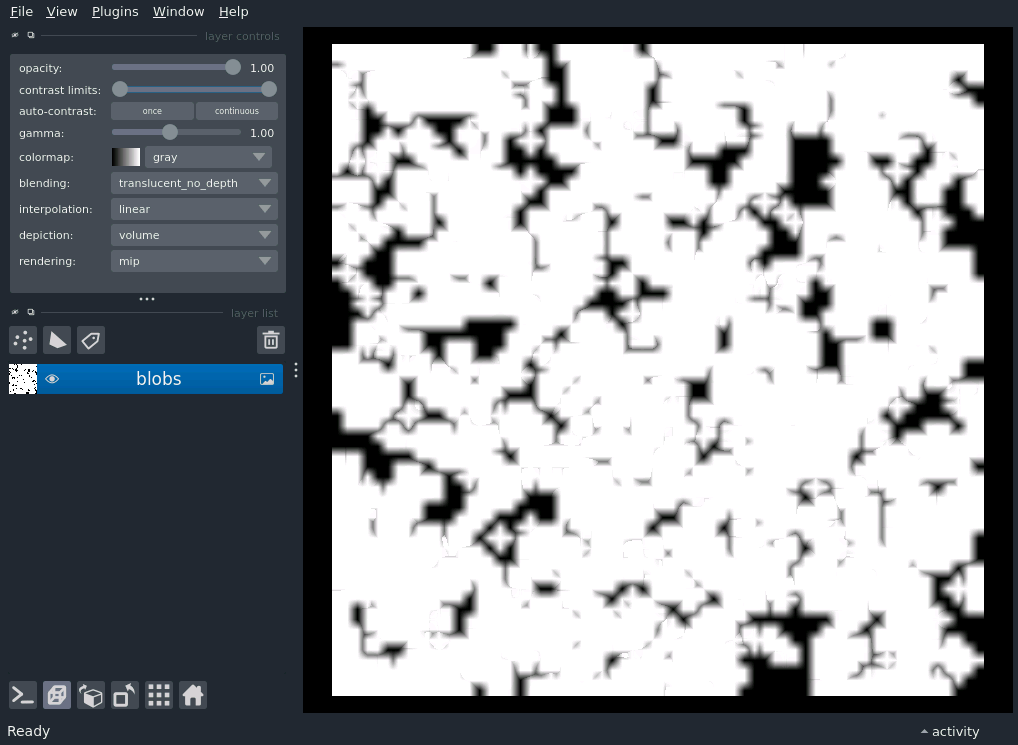 File View Plugins Window Help
layer controls
opacity: 1.00
contrast limits:
auto-contrast: once continuous
gamma: 1.00
colormap: gray
blending: translucent_no_depth
interpolation: linear
depiction: volume
rendering: mip
layer list
blobs
Ready activity